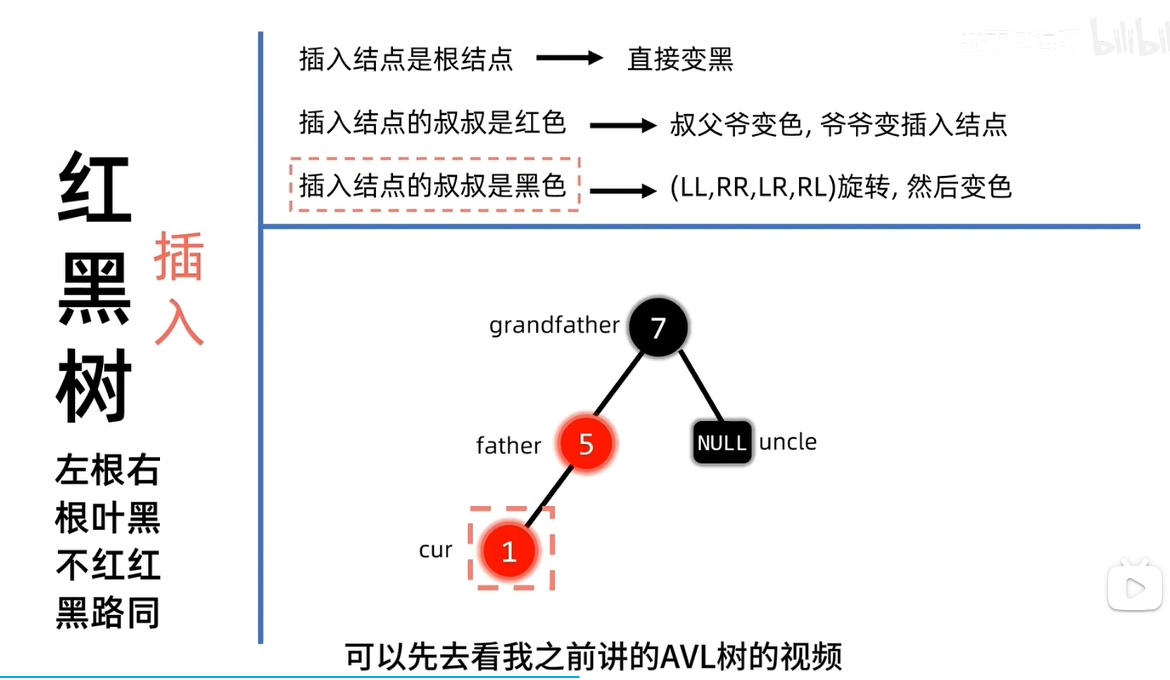 插入结点是根结点 直接变黑
插入结点的叔叔是红色 叔父爷变色, 爷爷变插入结点
插入结点的叔叔是黑色 (LL,RR,LR,RL)旋转, 然后变色
红黑树
插入
左根右
根叶黑
不红红
黑路同
grandfather 7
father 5 NULL uncle
cur 1
可以先去看我之前讲的AVL树的视频
bilibili